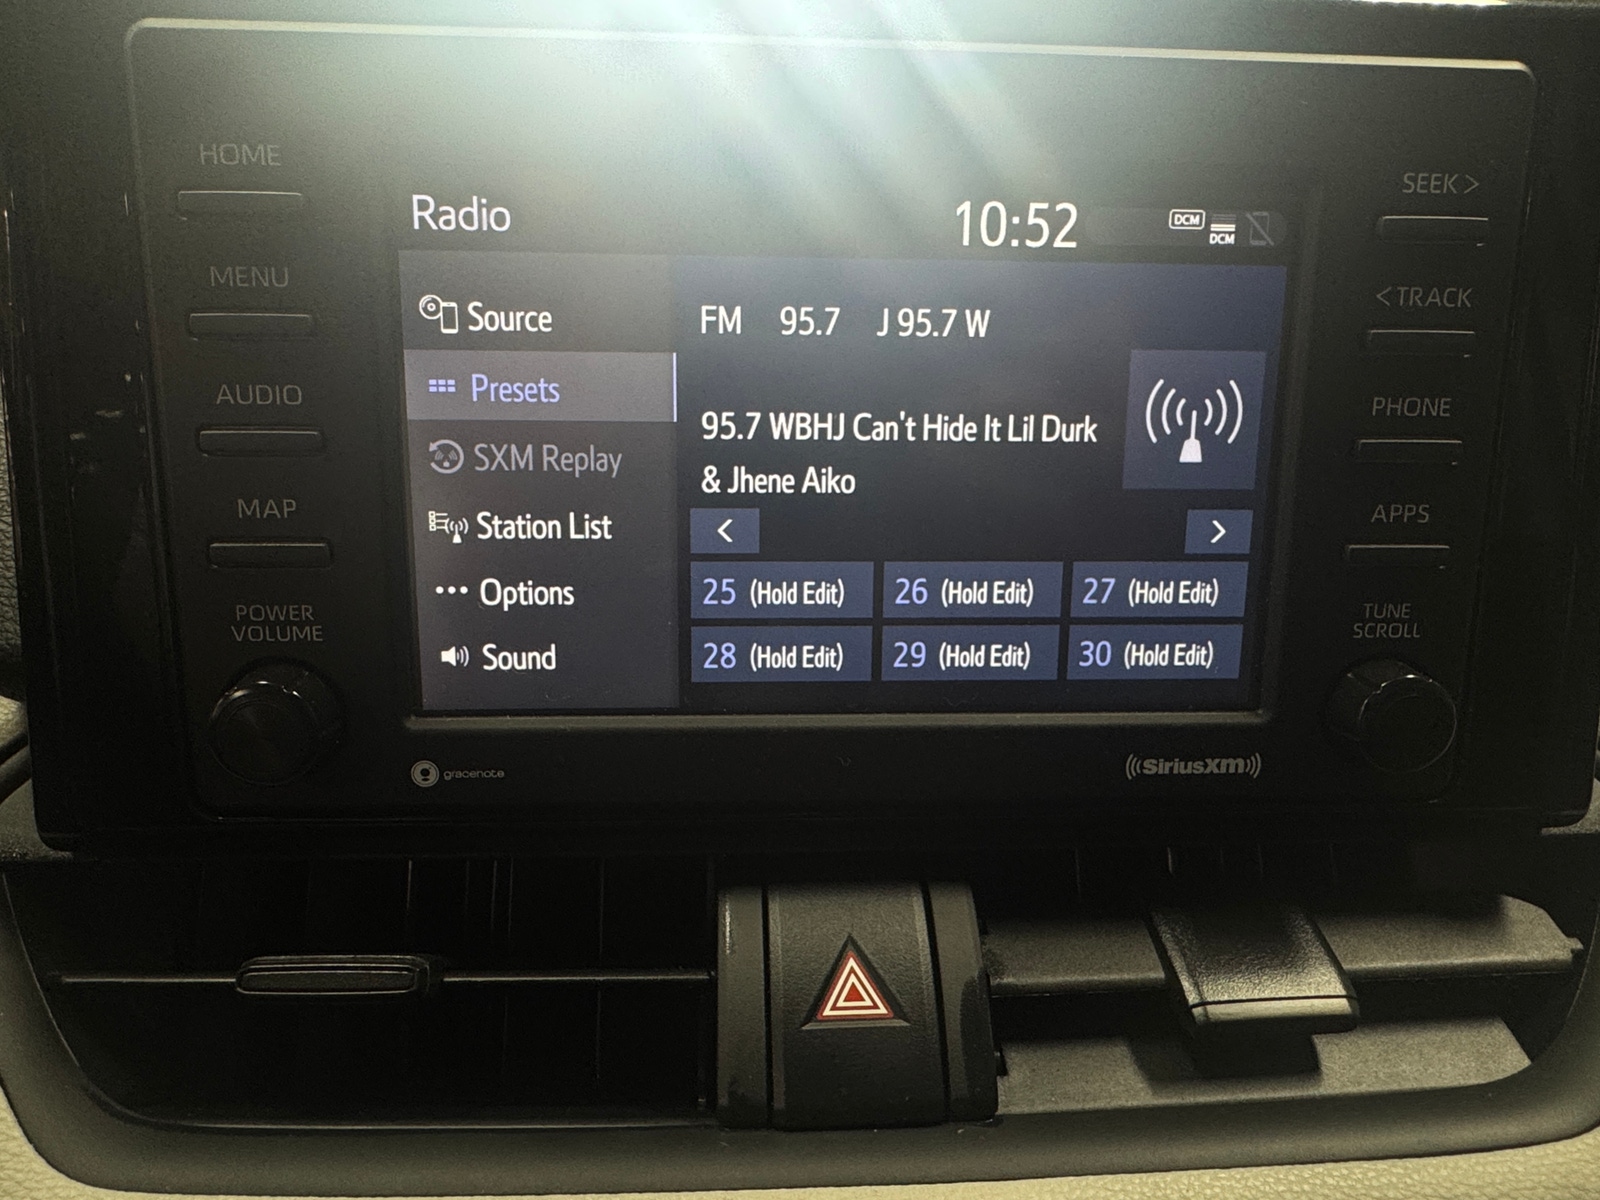 HOME
MENU
AUDIO
MAP
POWER
VOLUME
Radio
10:52
DCM
DCM
Source
Presets
SXM Replay
Station List
Options
Sound
FM 95.7 J 95.7 W
95.7 WBHJ Can't Hide It Lil Durk
& Jhene Aiko
< >
25 (Hold Edit) 26 (Hold Edit) 27 (Hold Edit)
28 (Hold Edit) 29 (Hold Edit) 30 (Hold Edit)
SEEK >
< TRACK
PHONE
APPS
TUNE
SCROLL
gracenote
((SiriusXM))